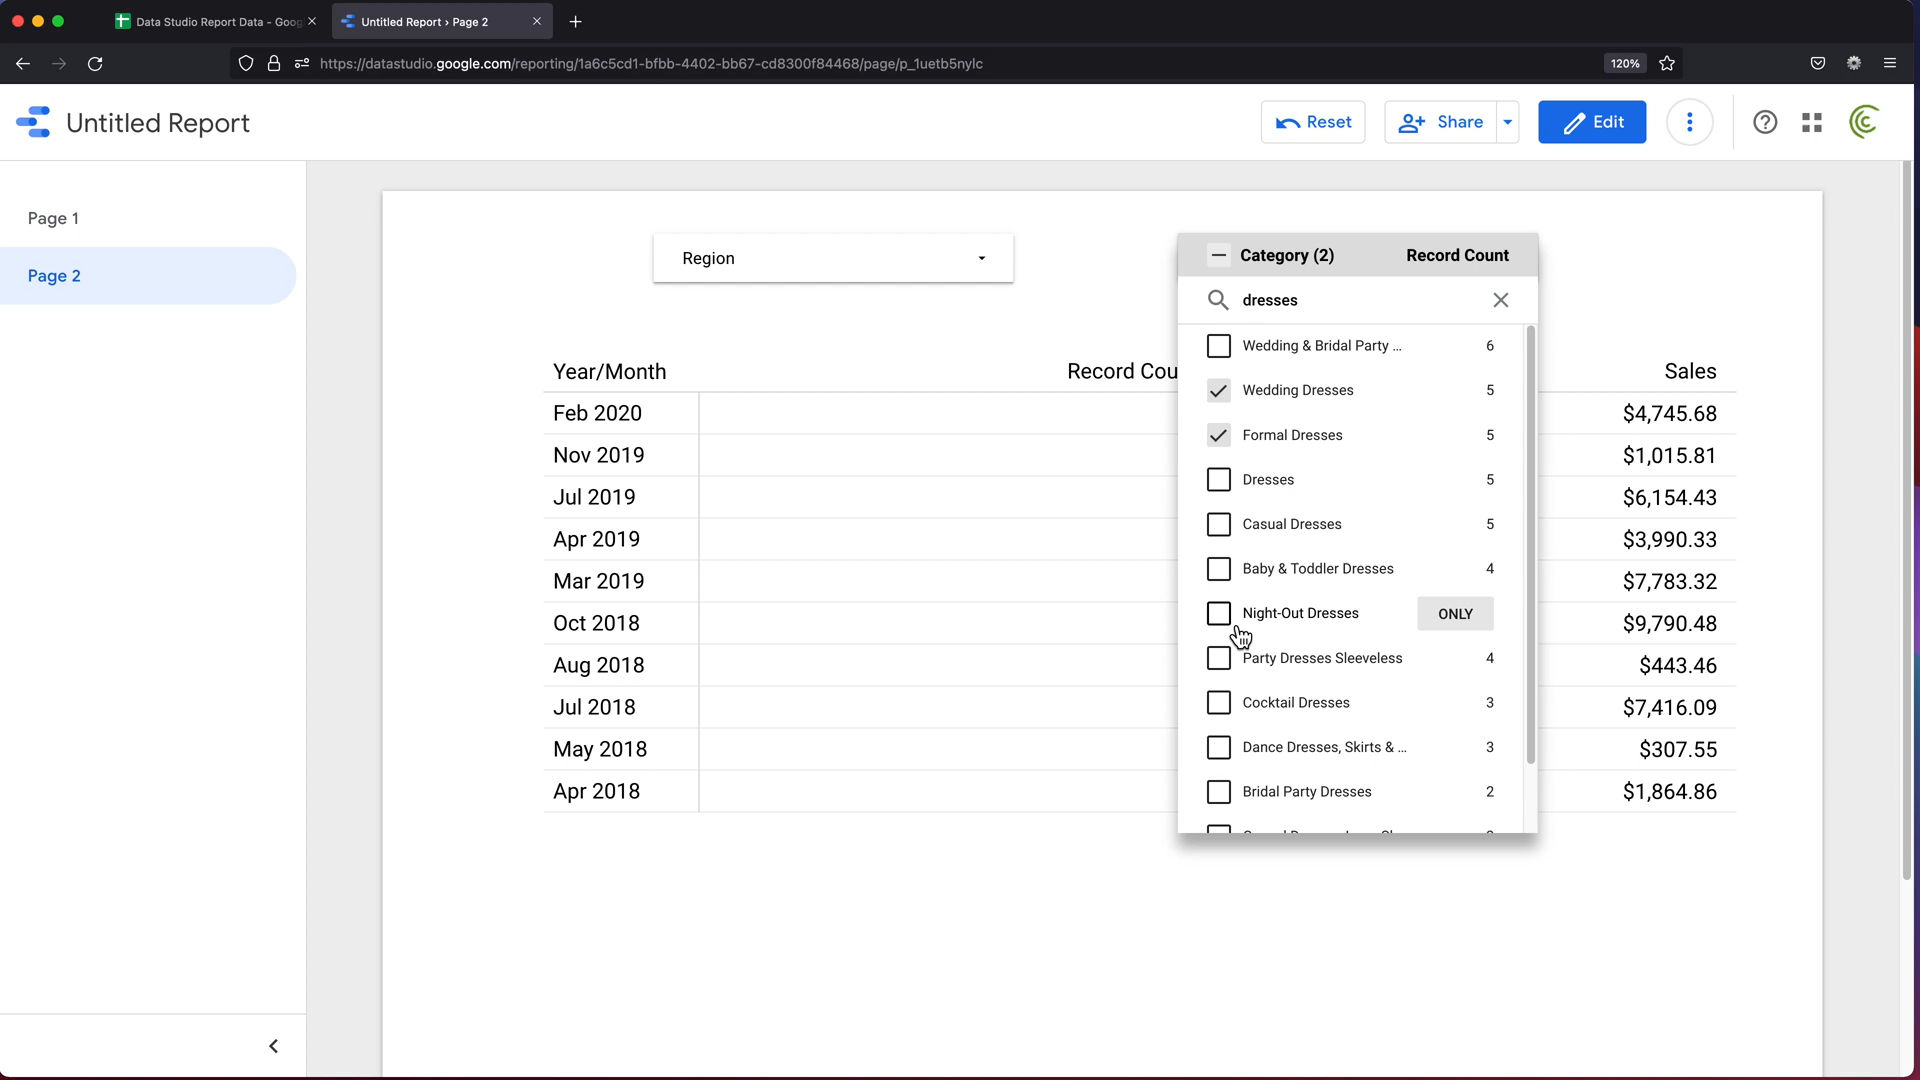 Data Studio Report Data - Goog
Untitled Report › Page 2
https://datastudio.google.com/reporting/1a6c5cd1-bfbb-4402-bb67-cd8300f84468/page/p_1uetb5nylc
120%
Untitled Report
Reset
Share
Edit
Page 1
Page 2
Region
Category (2) Record Count
dresses
Wedding & Bridal Party ... 6
Wedding Dresses 5
Formal Dresses 5
Dresses 5
Casual Dresses 5
Baby & Toddler Dresses 4
Night-Out Dresses ONLY
Party Dresses Sleeveless 4
Cocktail Dresses 3
Dance Dresses, Skirts & ... 3
Bridal Party Dresses 2
Year/Month Record Cou Sales
Feb 2020 $4,745.68
Nov 2019 $1,015.81
Jul 2019 $6,154.43
Apr 2019 $3,990.33
Mar 2019 $7,783.32
Oct 2018 $9,790.48
Aug 2018 $443.46
Jul 2018 $7,416.09
May 2018 $307.55
Apr 2018 $1,864.86